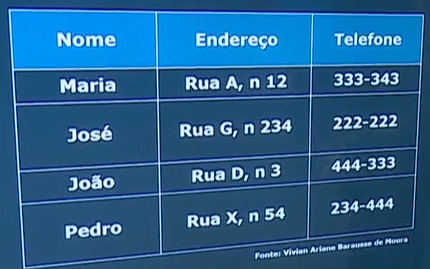 Nome Endereço Telefone
Maria Rua A, n 12 333-343
José Rua G, n 234 222-222
João Rua D, n 3 444-333
Pedro Rua X, n 54 234-444
Fonte: Vivian Ariane Barausse de Moura